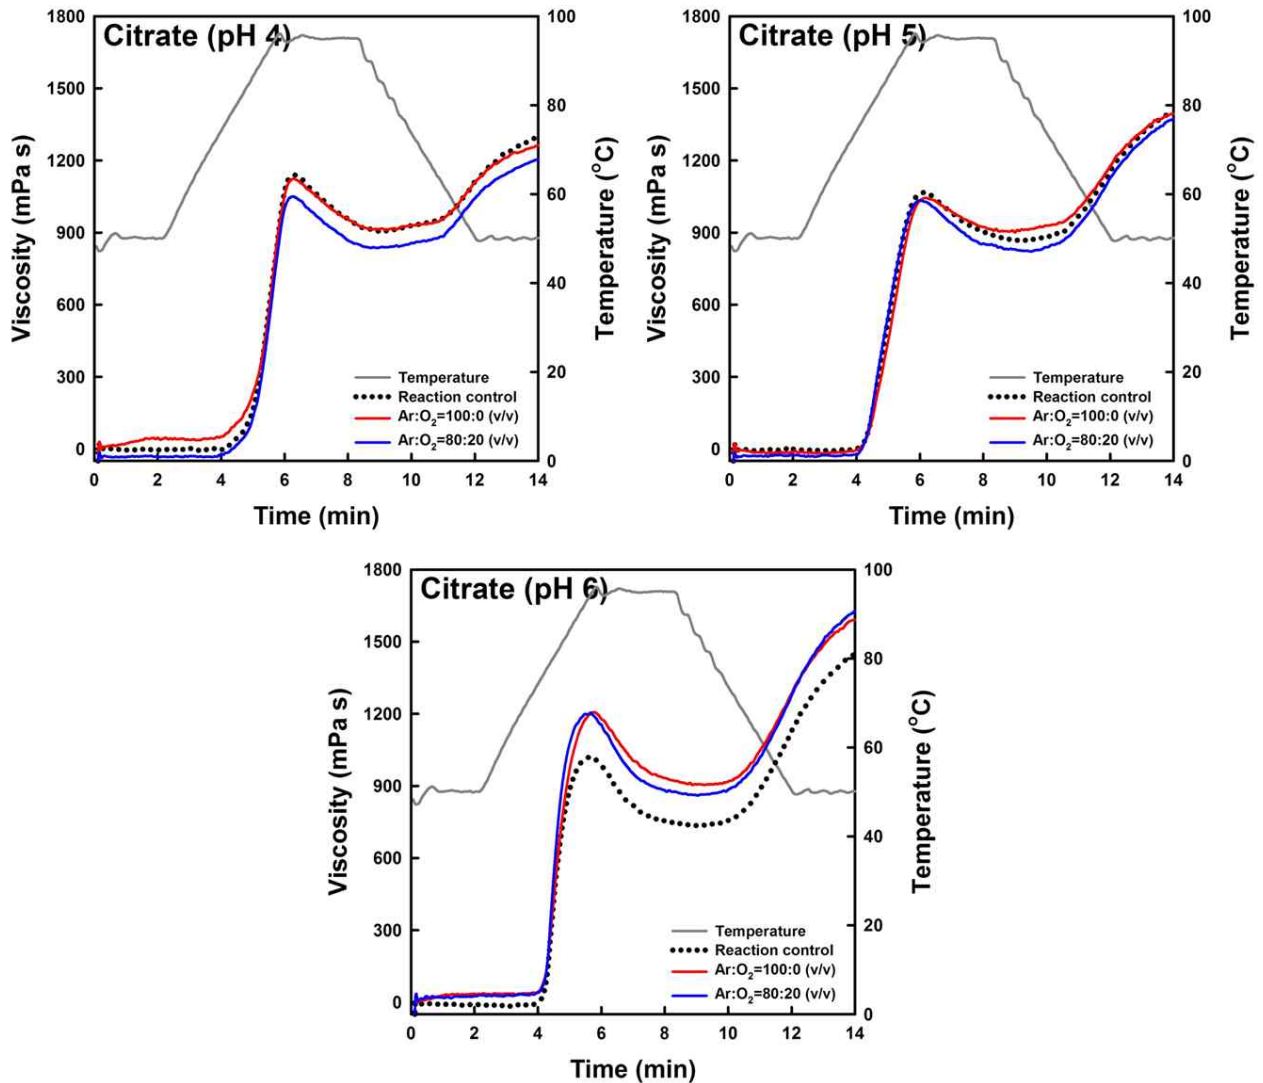 Citrate (pH 4)
Viscosity (mPa s)
1800
1500
1200
900
600
300
0
100
80
60
40
20
0
Temperature (°C)
Temperature
Reaction control
Ar:O₂=100:0 (v/v)
Ar:O₂=80:20 (v/v)
0 2 4 6 8 10 12 14
Time (min)
Citrate (pH 5)
Viscosity (mPa s)
1800
1500
1200
900
600
300
0
100
80
60
40
20
0
Temperature (°C)
Temperature
Reaction control
Ar:O₂=100:0 (v/v)
Ar:O₂=80:20 (v/v)
0 2 4 6 8 10 12 14
Time (min)
Citrate (pH 6)
Viscosity (mPa s)
1800
1500
1200
900
600
300
0
100
80
60
40
20
0
Temperature (°C)
Temperature
Reaction control
Ar:O₂=100:0 (v/v)
Ar:O₂=80:20 (v/v)
0 2 4 6 8 10 12 14
Time (min)